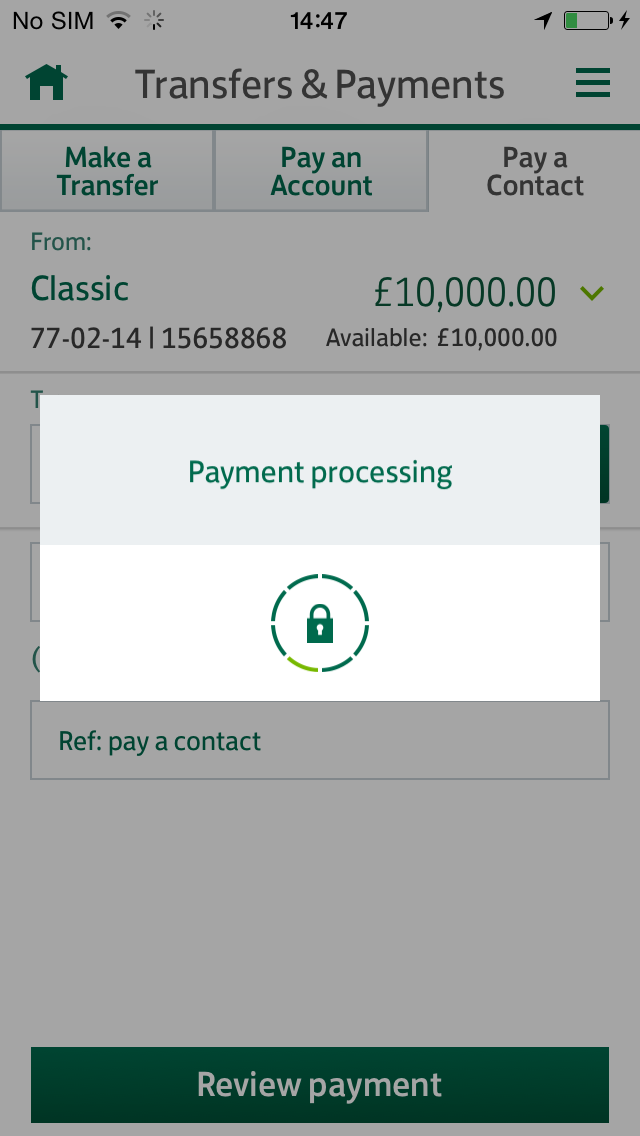 No SIM 14:47
Transfers & Payments
Make a Transfer
Pay an Account
Pay a Contact
From:
Classic £10,000.00
77-02-14 | 15658868 Available: £10,000.00
Payment processing
Ref: pay a contact
Review payment